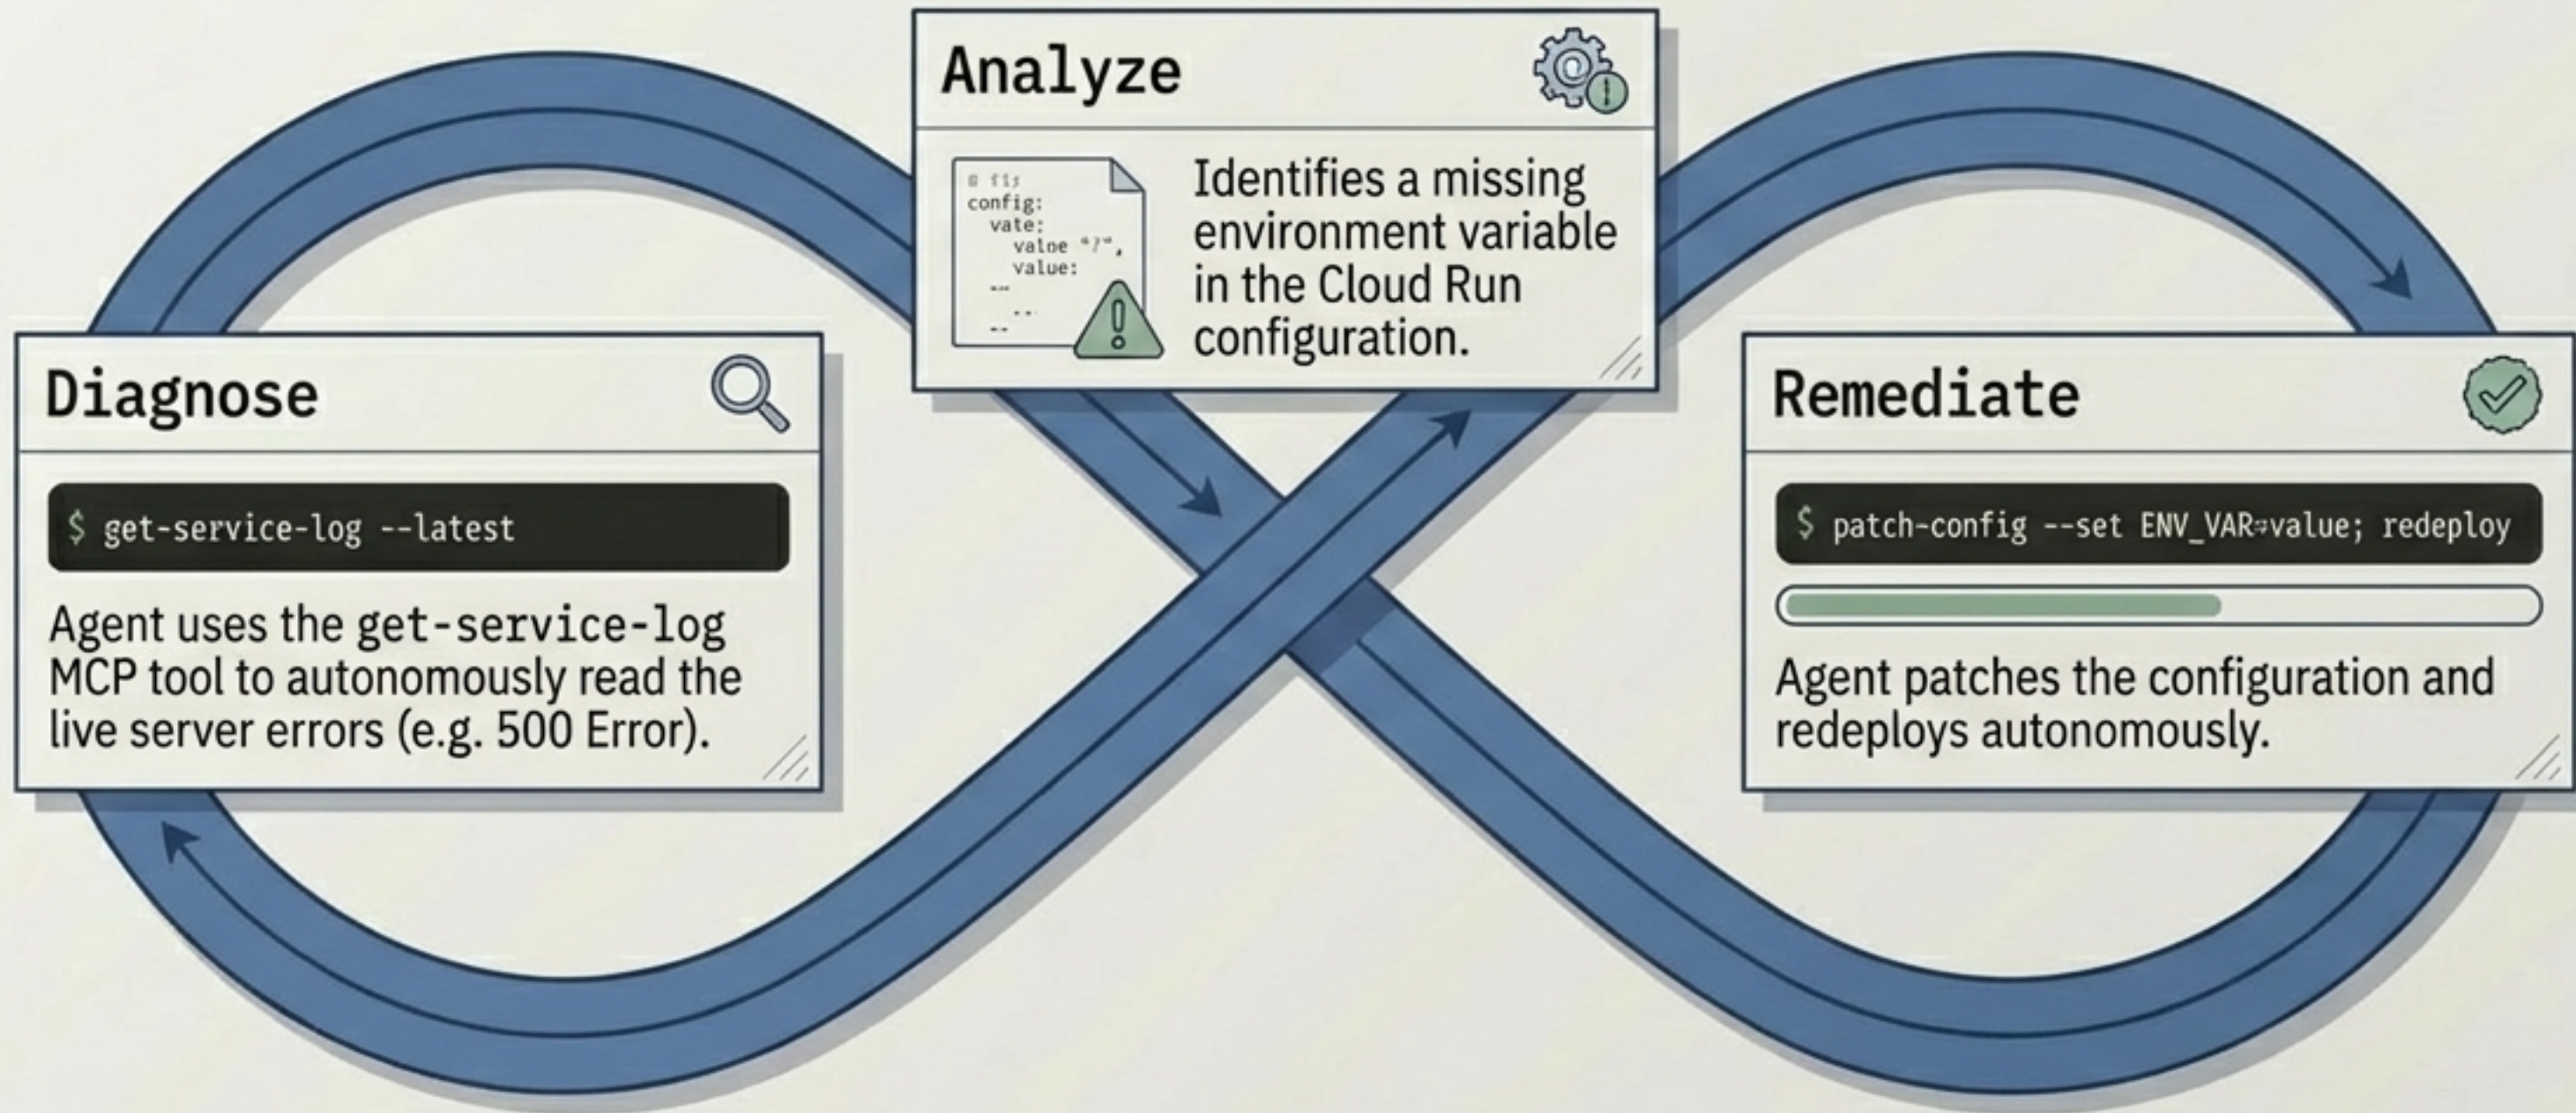 Analyze
config:
vate:
value "?",
value:
Identifies a missing
environment variable
in the Cloud Run
configuration.
Diagnose
$ get-service-log --latest
Agent uses the get-service-log
MCP tool to autonomously read the
live server errors (e.g. 500 Error).
Remediate
$ patch-config --set ENV_VAR=value; redeploy
Agent patches the configuration and
redeploys autonomously.